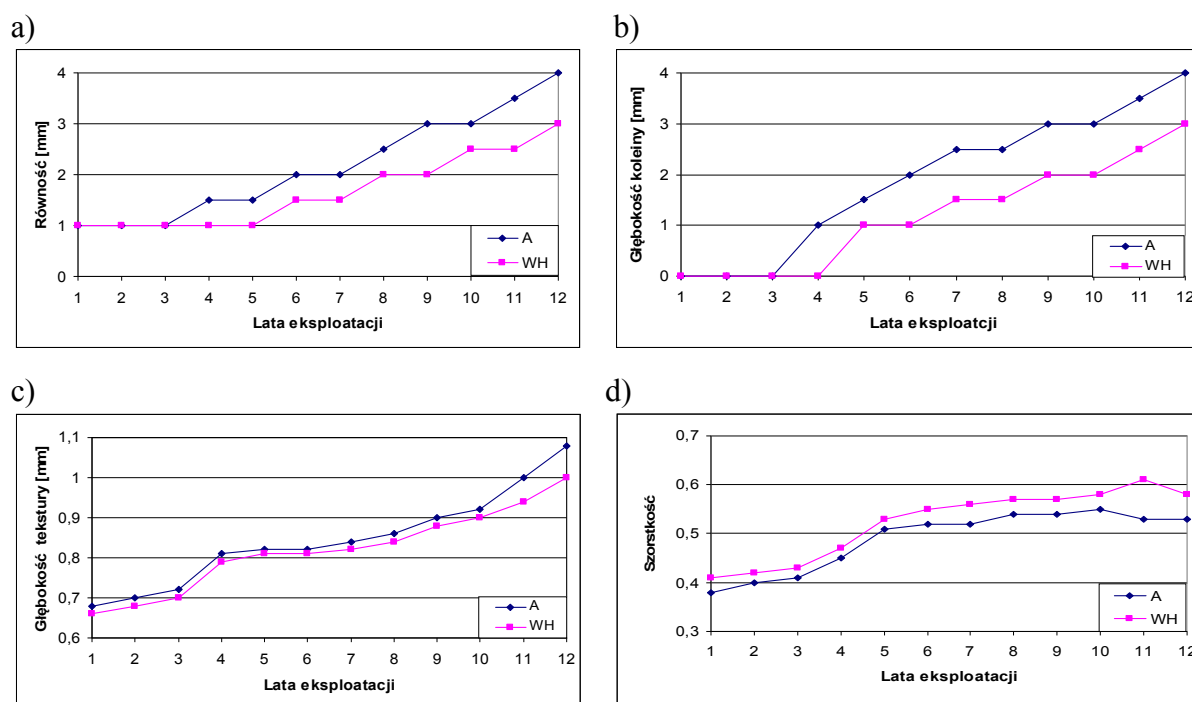 a)
4
3
2
1
0
Równość [mm]
A
WH
1 2 3 4 5 6 7 8 9 10 11 12
Lata eksploatacji
b)
4
3
2
1
0
Głębokość koleiny [mm]
A
WH
1 2 3 4 5 6 7 8 9 10 11 12
Lata eksploatcji
c)
1,1
1
0,9
0,8
0,7
0,6
Głębokość tekstury [mm]
A
WH
1 2 3 4 5 6 7 8 9 10 11 12
Lata eksploatacji
d)
0,7
0,6
0,5
0,4
0,3
Szorstkość
A
WH
1 2 3 4 5 6 7 8 9 10 11 12
Lata eksploatacji